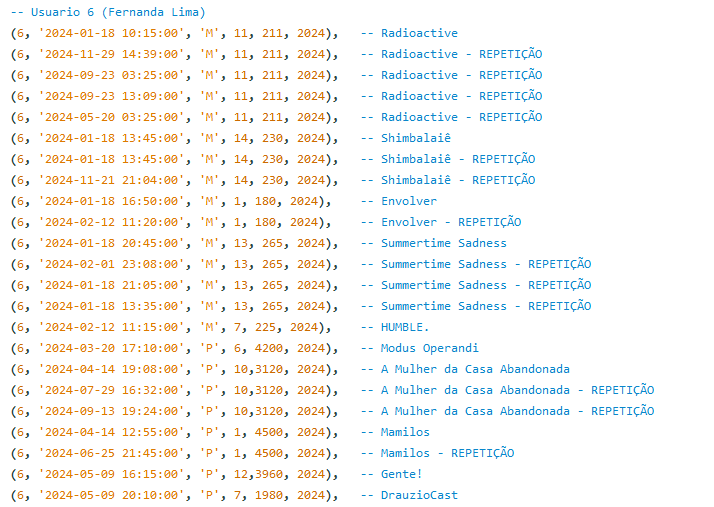 -- Usuario 6 (Fernanda Lima)
(6, '2024-01-18 10:15:00', 'M', 11, 211, 2024),   -- Radioactive
(6, '2024-11-29 14:39:00', 'M', 11, 211, 2024),   -- Radioactive - REPETIÇÃO
(6, '2024-09-23 03:25:00', 'M', 11, 211, 2024),   -- Radioactive - REPETIÇÃO
(6, '2024-09-23 13:09:00', 'M', 11, 211, 2024),   -- Radioactive - REPETIÇÃO
(6, '2024-05-20 03:25:00', 'M', 11, 211, 2024),   -- Radioactive - REPETIÇÃO
(6, '2024-01-18 13:45:00', 'M', 14, 230, 2024),   -- Shimbalaiê
(6, '2024-01-18 13:45:00', 'M', 14, 230, 2024),   -- Shimbalaiê - REPETIÇÃO
(6, '2024-11-21 21:04:00', 'M', 14, 230, 2024),   -- Shimbalaiê - REPETIÇÃO
(6, '2024-01-18 16:50:00', 'M', 1, 180, 2024),    -- Envolver
(6, '2024-02-12 11:20:00', 'M', 1, 180, 2024),    -- Envolver - REPETIÇÃO
(6, '2024-01-18 20:45:00', 'M', 13, 265, 2024),   -- Summertime Sadness
(6, '2024-02-01 23:08:00', 'M', 13, 265, 2024),   -- Summertime Sadness - REPETIÇÃO
(6, '2024-01-18 21:05:00', 'M', 13, 265, 2024),   -- Summertime Sadness - REPETIÇÃO
(6, '2024-01-18 13:35:00', 'M', 13, 265, 2024),   -- Summertime Sadness - REPETIÇÃO
(6, '2024-02-12 11:15:00', 'M', 7, 225, 2024),    -- HUMBLE.
(6, '2024-03-20 17:10:00', 'P', 6, 4200, 2024),   -- Modus Operandi
(6, '2024-04-14 19:08:00', 'P', 10,3120, 2024),   -- A Mulher da Casa Abandonada
(6, '2024-07-29 16:32:00', 'P', 10,3120, 2024),   -- A Mulher da Casa Abandonada - REPETIÇÃO
(6, '2024-09-13 19:24:00', 'P', 10,3120, 2024),   -- A Mulher da Casa Abandonada - REPETIÇÃO
(6, '2024-04-14 12:55:00', 'P', 1, 4500, 2024),   -- Mamilos
(6, '2024-06-25 21:45:00', 'P', 1, 4500, 2024),   -- Mamilos - REPETIÇÃO
(6, '2024-05-09 16:15:00', 'P', 12,3960, 2024),   -- Gente!
(6, '2024-05-09 20:10:00', 'P', 7, 1980, 2024),   -- DrauzioCast